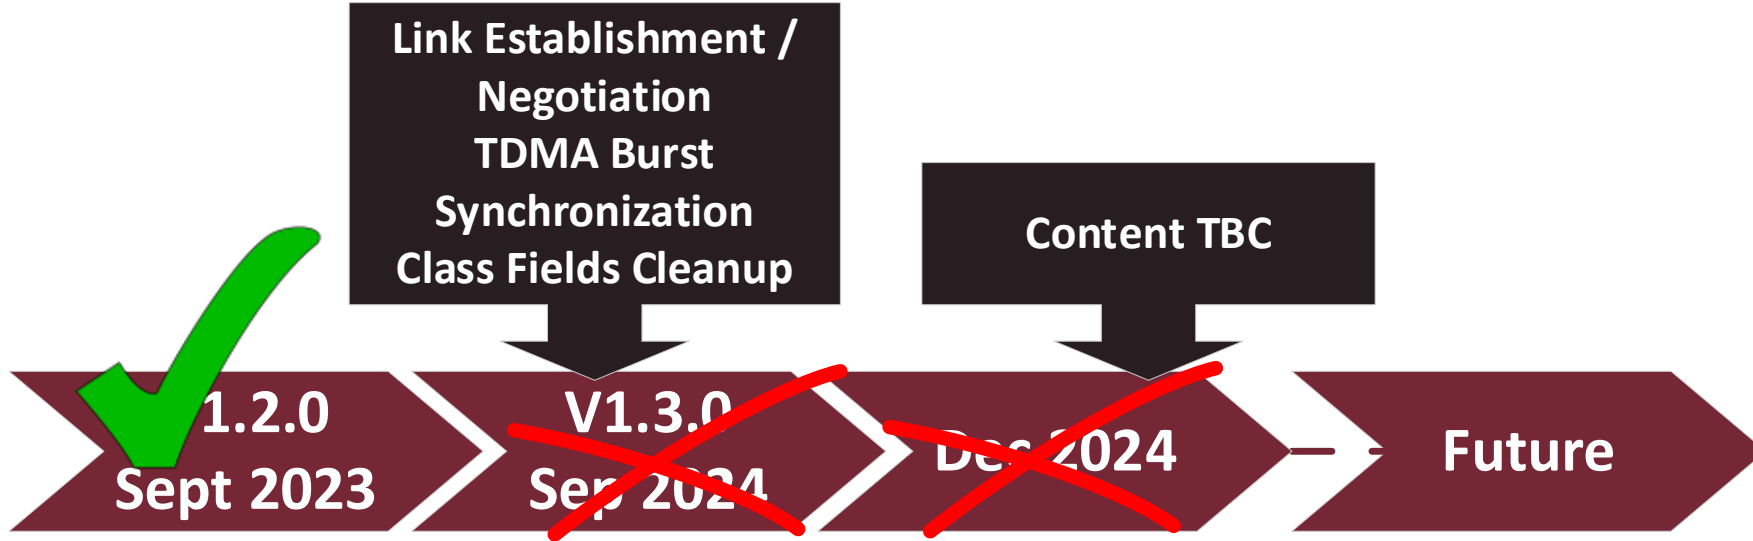 Link Establishment /
Negotiation
TDMA Burst
Synchronization
Class Fields Cleanup
Content TBC
1.2.0
Sept 2023
V1.3.0
Sep 2024
Dec 2024
Future